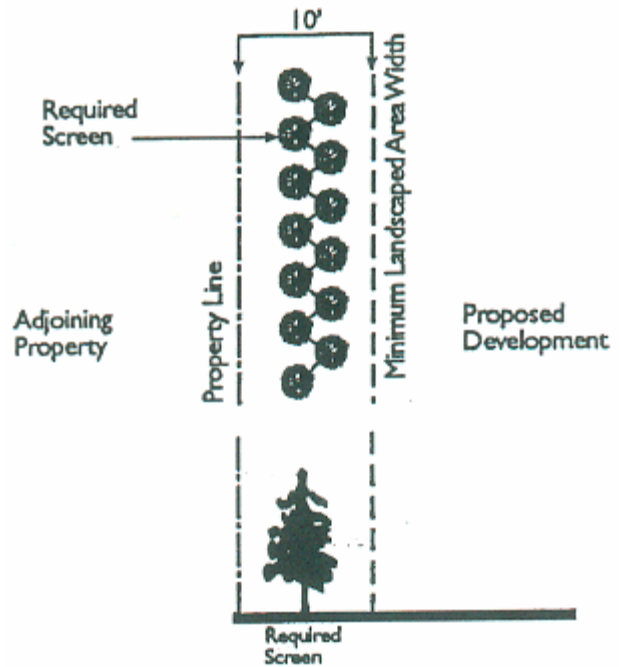 10'
Required
Screen
Property Line
Minimum Landscaped Area Width
Adjoining
Property
Proposed
Development
Required
Screen